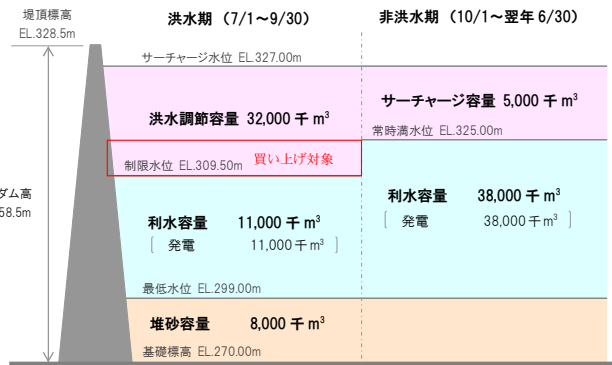 堤頂標高
EL.328.5m
洪水期（7/1～9/30）
非洪水期（10/1～翌年 6/30）
サーチャージ水位 EL.327.00m
洪水調節容量 32,000 千 m³
サーチャージ容量 5,000 千 m³
常時満水位 EL.325.00m
制限水位 EL.309.50m
買い上げ対象
ダム高
58.5m
利水容量 11,000 千 m³
［ 発電 11,000 千 m³ ］
利水容量 38,000 千 m³
［ 発電 38,000 千 m³ ］
最低水位 EL.299.00m
堆砂容量 8,000 千 m³
基礎標高 EL.270.00m